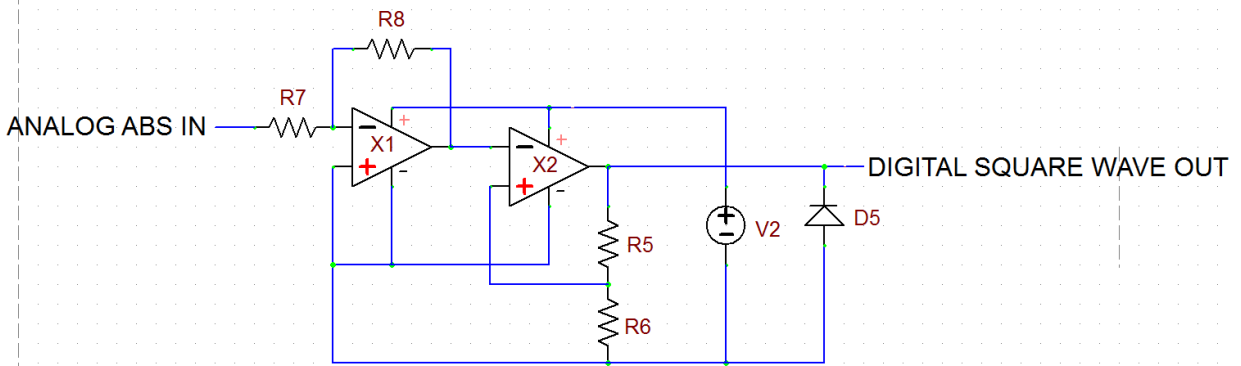 R8
R7
ANALOG ABS IN
X1
+
-
+
-
X2
+
-
+
-
DIGITAL SQUARE WAVE OUT
R5
+
-
V2
D5
R6